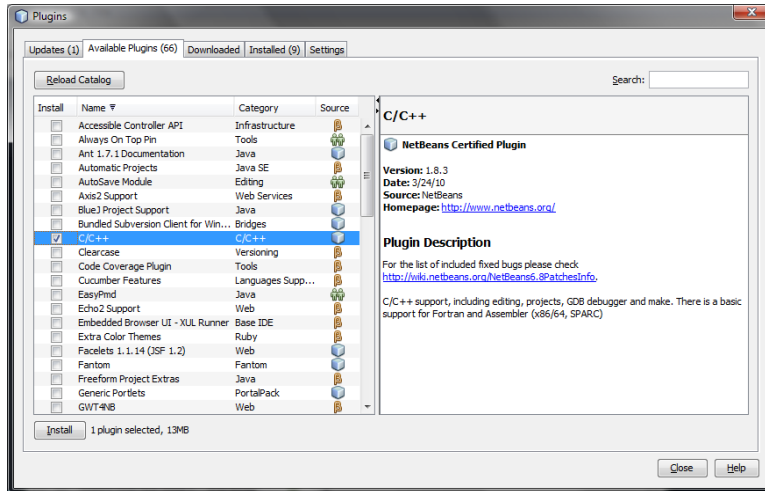 Plugins
Updates (1) Available Plugins (66) Downloaded Installed (9) Settings
Reload Catalog Search:
Install Name Category Source
Accessible Controller API Infrastructure
Always On Top Pin Tools
Ant 1.7.1 Documentation Java
Automatic Projects Java SE
AutoSave Module Editing
Axis2 Support Web Services
BlueJ Project Support Java
Bundled Subversion Client for Win... Bridges
C/C++ C/C++
Clearcase Versioning
Code Coverage Plugin Tools
Cucumber Features Languages Supp...
EasyPmd Java
Echo2 Support Web
Embedded Browser UI - XUL Runner Base IDE
Extra Color Themes Ruby
Facelets 1.1.14 (JSF 1.2) Web
Fantom Fantom
Freeform Project Extras Java
Generic Portlets PortalPack
GWT4NB Web
C/C++
NetBeans Certified Plugin
Version: 1.8.3
Date: 3/24/10
Source: NetBeans
Homepage: http://www.netbeans.org/
Plugin Description
For the list of included fixed bugs please check
http://wiki.netbeans.org/NetBeans6.8PatchesInfo.
C/C++ support, including editing, projects, GDB debugger and make. There is a basic
support for Fortran and Assembler (x86/64, SPARC)
Install 1 plugin selected, 13MB
Close Help